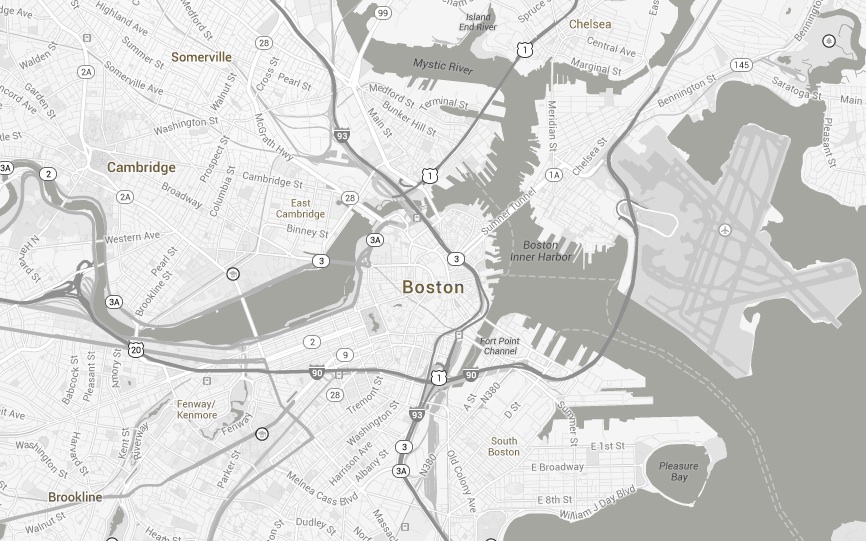 Highland Ave
Medford St
99
Island
End River
Spruce St
Chelsea
Central Ave
Marginal St
Walden St
2A
Summer St
Somerville
28
Cross St
Pearl St
Mystic River
1
145
Bennington St
Saratoga St
Main
Garden St
Somerville Ave
Walnut St
Medford St
Terminal St
Bunker Hill St
Main St
Meridian St
Pleasant St
Washington St
McGrath Hwy
93
Chelsea St
3A
2
Cambridge
Prospect St
Columbia St
Cambridge St
1
1A
2A
Broadway
28
East
Cambridge
Binney St
Sumner Tunnel
3A
Western Ave
Pearl St
Brookline St
3
3
Boston
Inner Harbor
Boston
3A
20
2
9
Fort Point
Channel
Babcock St
Pleasant St
Amory St
90
1
90
28
Tremont St
Fenway/
Kenmore
Fenway
93
A St
N380
D St
Summer St
Washington St
Harvard St
Kent St
Riverway
Washington St
Harrison Ave
Albany St
3
3A
N380
Old Colony Ave
South
Boston
E 1st St
E Broadway
E 8th St
William J Day Blvd
Pleasure
Bay
Parker St
Melnea Cass Blvd
Brookline
Walnut St
Dudley St